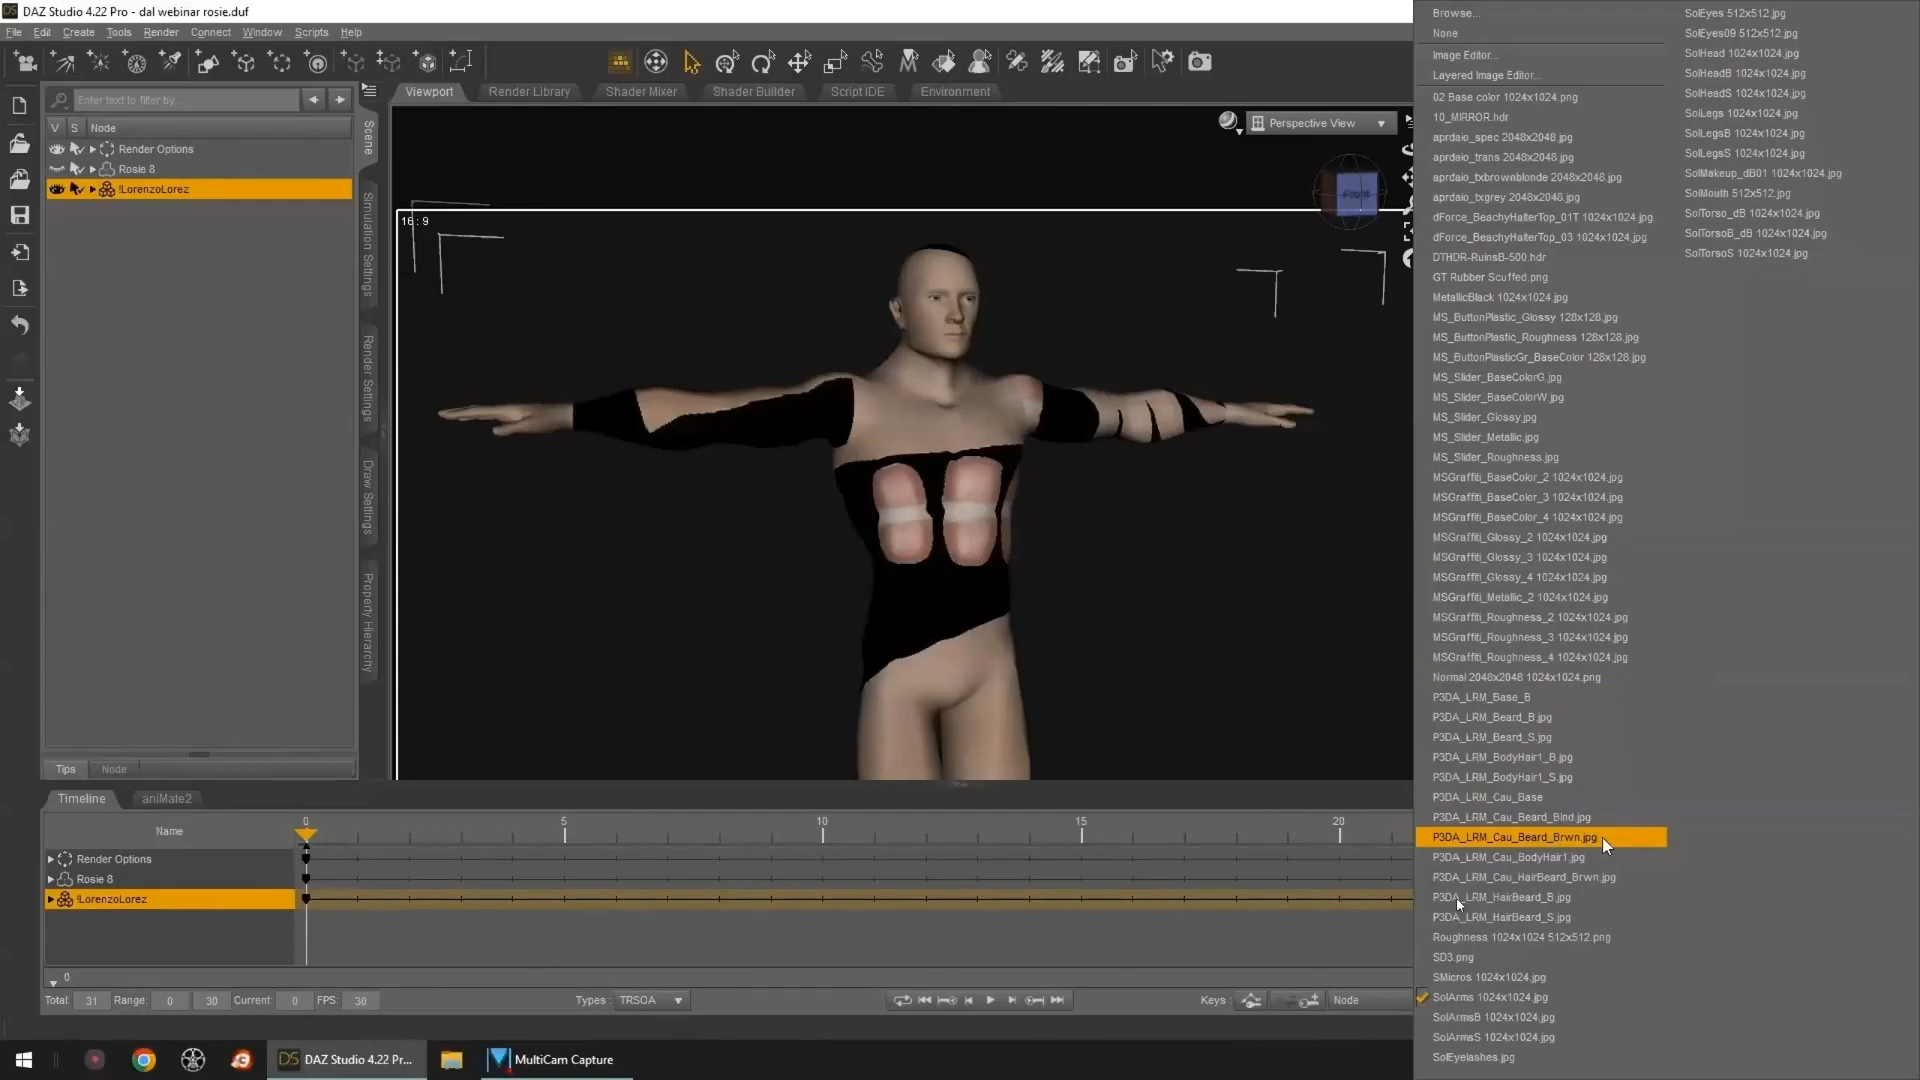 DAZ Studio 4.22 Pro - dal webinar rosie.duf
File Edit Create Tools Render Connect Window Scripts Help
Enter text to filter by...
V S Node
Render Options
Rosie 8
!LorenzoLorez
Tips Node
Scene
Simulation Settings
Render Settings
Draw Settings
Property Hierarchy
Viewport Render Library Shader Mixer Shader Builder Script IDE Environment
Perspective View
Front
16 : 9
Timeline aniMate2
Name
0 5 10 15 20
Render Options
Rosie 8
!LorenzoLorez
0
Total: 31 Range: 0 30 Current: 0 FPS: 30 Types : TRSOA Keys : Node
DAZ Studio 4.22 Pr...
MultiCam Capture
Browse...
None
Image Editor...
Layered Image Editor...
02 Base color 1024x1024.png
10_MIRROR.hdr
aprdaio_spec 2048x2048.jpg
aprdaio_trans 2048x2048.jpg
aprdaio_txbrownblonde 2048x2048.jpg
aprdaio_txgrey 2048x2048.jpg
dForce_BeachyHalterTop_01T 1024x1024.jpg
dForce_BeachyHalterTop_03 1024x1024.jpg
DTHDR-RuinsB-500.hdr
GT Rubber Scuffed.png
MetallicBlack 1024x1024.jpg
MS_ButtonPlastic_Glossy 128x128.jpg
MS_ButtonPlastic_Roughness 128x128.jpg
MS_ButtonPlasticGr_BaseColor 128x128.jpg
MS_Slider_BaseColorG.jpg
MS_Slider_BaseColorW.jpg
MS_Slider_Glossy.jpg
MS_Slider_Metallic.jpg
MS_Slider_Roughness.jpg
MSGraffiti_BaseColor_2 1024x1024.jpg
MSGraffiti_BaseColor_3 1024x1024.jpg
MSGraffiti_BaseColor_4 1024x1024.jpg
MSGraffiti_Glossy_2 1024x1024.jpg
MSGraffiti_Glossy_3 1024x1024.jpg
MSGraffiti_Glossy_4 1024x1024.jpg
MSGraffiti_Metallic_2 1024x1024.jpg
MSGraffiti_Roughness_2 1024x1024.jpg
MSGraffiti_Roughness_3 1024x1024.jpg
MSGraffiti_Roughness_4 1024x1024.jpg
Normal 2048x2048 1024x1024.png
P3DA_LRM_Base_B
P3DA_LRM_Beard_B.jpg
P3DA_LRM_Beard_S.jpg
P3DA_LRM_BodyHair1_B.jpg
P3DA_LRM_BodyHair1_S.jpg
P3DA_LRM_Cau_Base
P3DA_LRM_Cau_Beard_Blnd.jpg
P3DA_LRM_Cau_Beard_Brwn.jpg
P3DA_LRM_Cau_BodyHair1.jpg
P3DA_LRM_Cau_HairBeard_Brwn.jpg
P3DA_LRM_HairBeard_B.jpg
P3DA_LRM_HairBeard_S.jpg
Roughness 1024x1024 512x512.png
SD3.png
SMicros 1024x1024.jpg
SolArms 1024x1024.jpg
SolArmsB 1024x1024.jpg
SolArmsS 1024x1024.jpg
SolEyelashes.jpg
SolEyes 512x512.jpg
SolEyes09 512x512.jpg
SolHead 1024x1024.jpg
SolHeadB 1024x1024.jpg
SolHeadS 1024x1024.jpg
SolLegs 1024x1024.jpg
SolLegsB 1024x1024.jpg
SolLegsS 1024x1024.jpg
SolMakeup_dB01 1024x1024.jpg
SolMouth 512x512.jpg
SolTorso_dB 1024x1024.jpg
SolTorsoB_dB 1024x1024.jpg
SolTorsoS 1024x1024.jpg